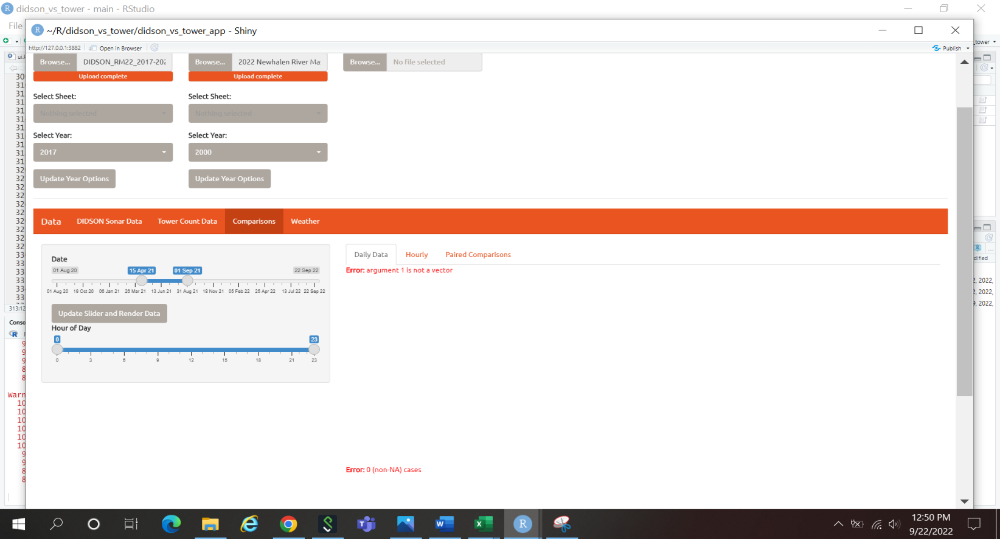 didson_vs_tower - main - RStudio
File
~/R/didson_vs_tower/didson_vs_tower_app - Shiny
http://127.0.0.1:3882 Open in Browser Publish
Browse... DIDSON_RM22_2017-202 Browse... 2022 Newhalen River Ma Browse... No file selected
Upload complete Upload complete
Select Sheet: Select Sheet:
Nothing selected Nothing selected
Select Year: Select Year:
2017 2000
Update Year Options Update Year Options
Data DIDSON Sonar Data Tower Count Data Comparisons Weather
Date
01 Aug 20 15 Apr 21 01 Sep 21 22 Sep 22
01 Aug 20 19 Oct 20 06 Jan 21 26 Mar 21 13 Jun 21 31 Aug 21 18 Nov 21 05 Feb 22 25 Apr 22 13 Jul 22 22 Sep 22
Update Slider and Render Data
Hour of Day
0 23
0 3 6 9 12 15 18 21 23
Daily Data Hourly Paired Comparisons
Error: argument 1 is not a vector
Error: 0 (non-NA) cases
313:12
Conso
Warn
12:50 PM
9/22/2022